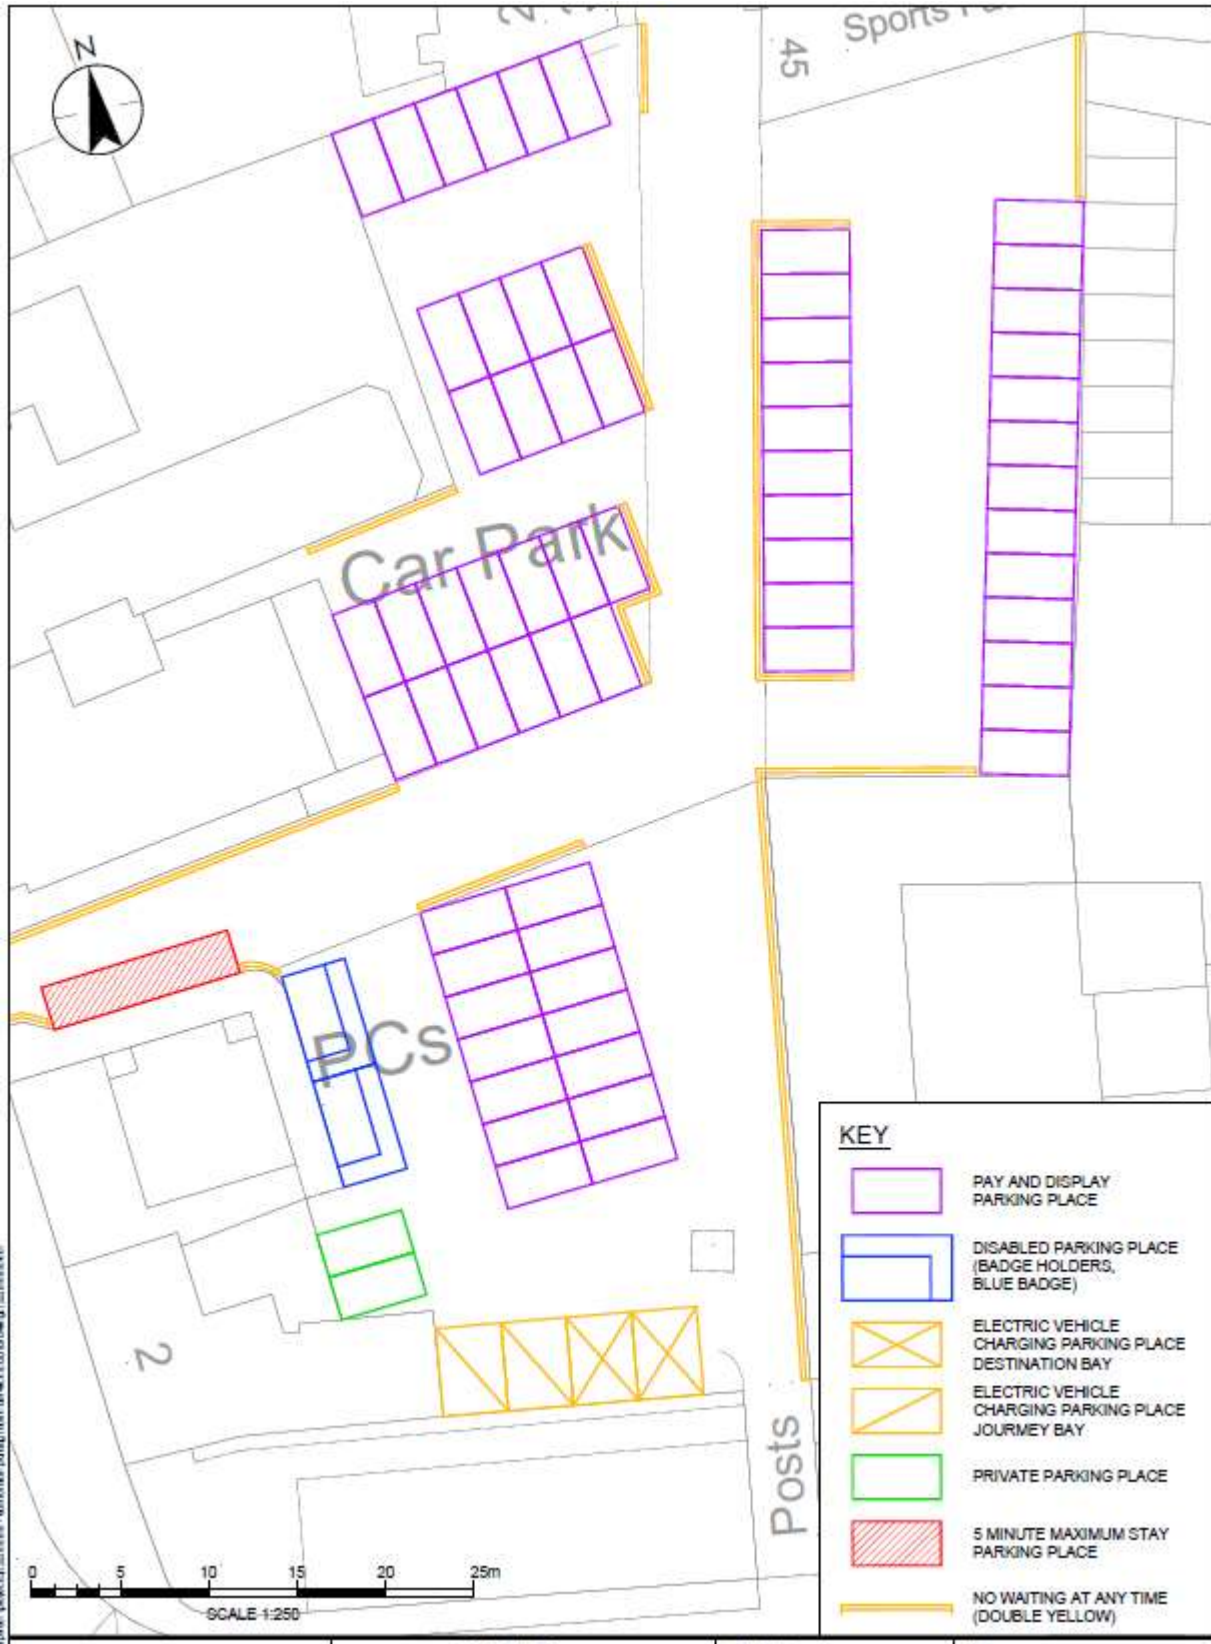 N
45
Sports
Car Park
PCs
2
Posts
0 5 10 15 20 25m
SCALE 1:250
KEY
PAY AND DISPLAY
PARKING PLACE
DISABLED PARKING PLACE
(BADGE HOLDERS,
BLUE BADGE)
ELECTRIC VEHICLE
CHARGING PARKING PLACE
DESTINATION BAY
ELECTRIC VEHICLE
CHARGING PARKING PLACE
JOURMEY BAY
PRIVATE PARKING PLACE
5 MINUTE MAXIMUM STAY
PARKING PLACE
NO WAITING AT ANY TIME
(DOUBLE YELLOW)